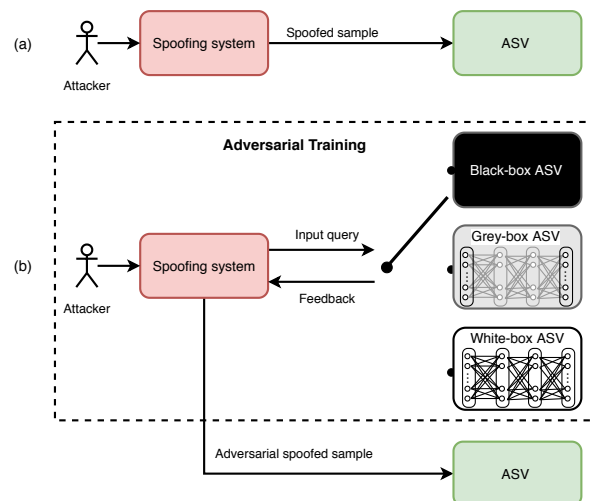 (a)
Attacker
Spoofing system
Spoofed sample
ASV
Adversarial Training
Black-box ASV
(b)
Attacker
Spoofing system
Input query
Feedback
Grey-box ASV
White-box ASV
Adversarial spoofed sample
ASV